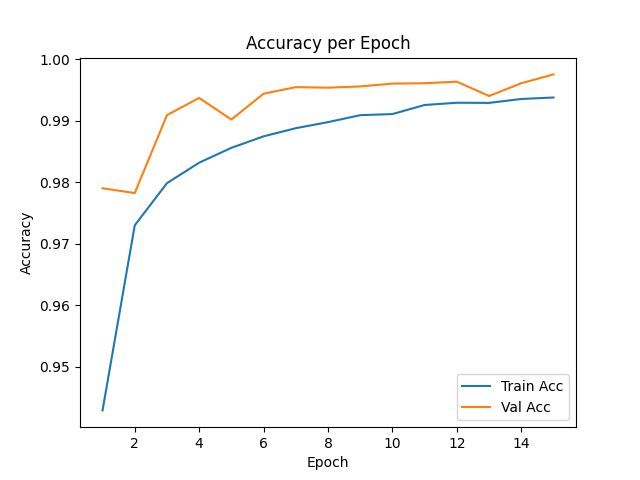 Accuracy per Epoch
1.00
0.99
0.98
0.97
0.96
0.95
Accuracy
2 4 6 8 10 12 14
Epoch
Train Acc
Val Acc